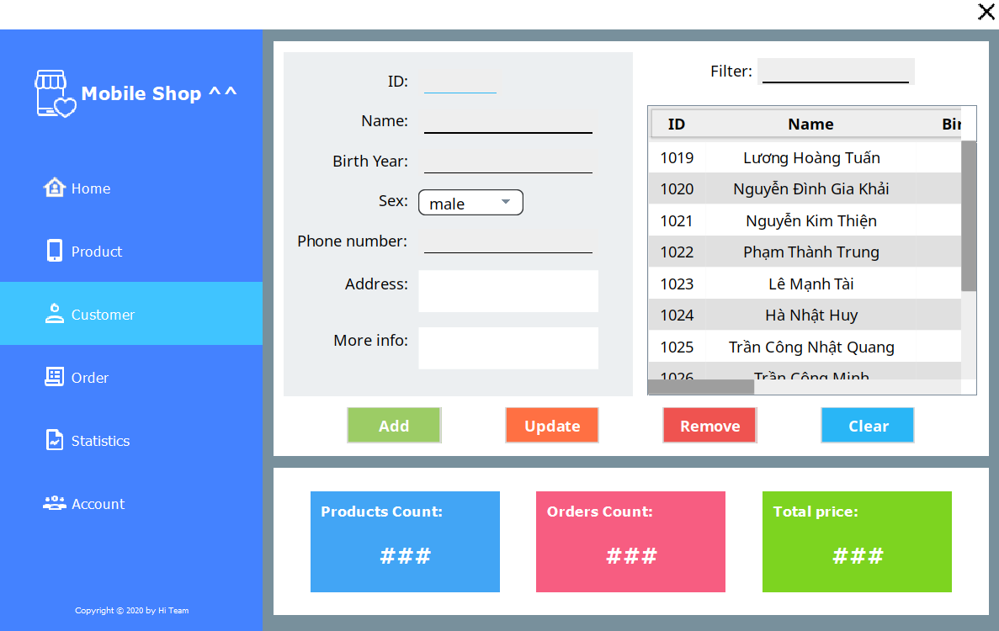 Mobile Shop ^^
Home
Product
Customer
Order
Statistics
Account
Copyright © 2020 by Hi Team
ID:
Name:
Birth Year:
Sex: male
Phone number:
Address:
More info:
Filter:
ID Name Bir
1019 Lương Hoàng Tuấn
1020 Nguyễn Đình Gia Khải
1021 Nguyễn Kim Thiện
1022 Phạm Thành Trung
1023 Lê Mạnh Tài
1024 Hà Nhật Huy
1025 Trần Công Nhật Quang
1026 Trần Công Minh
Add Update Remove Clear
Products Count: Orders Count: Total price:
### ### ###